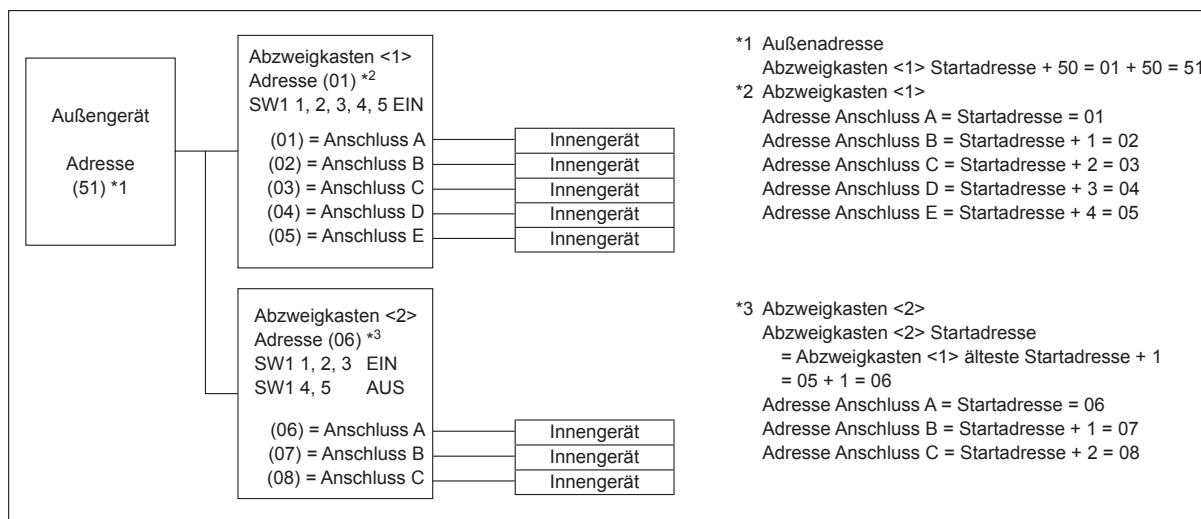 Außengerät
Adresse
(51) *1
Abzweigkasten <1>
Adresse (01) *2
SW1 1, 2, 3, 4, 5 EIN
(01) = Anschluss A
(02) = Anschluss B
(03) = Anschluss C
(04) = Anschluss D
(05) = Anschluss E
Innengerät
Innengerät
Innengerät
Innengerät
Innengerät
Abzweigkasten <2>
Adresse (06) *3
SW1 1, 2, 3 EIN
SW1 4, 5 AUS
(06) = Anschluss A
(07) = Anschluss B
(08) = Anschluss C
Innengerät
Innengerät
Innengerät
*1 Außenadresse
Abzweigkasten <1> Startadresse + 50 = 01 + 50 = 51
*2 Abzweigkasten <1>
Adresse Anschluss A = Startadresse = 01
Adresse Anschluss B = Startadresse + 1 = 02
Adresse Anschluss C = Startadresse + 2 = 03
Adresse Anschluss D = Startadresse + 3 = 04
Adresse Anschluss E = Startadresse + 4 = 05
*3 Abzweigkasten <2>
Abzweigkasten <2> Startadresse
= Abzweigkasten <1> älteste Startadresse + 1
= 05 + 1 = 06
Adresse Anschluss A = Startadresse = 06
Adresse Anschluss B = Startadresse + 1 = 07
Adresse Anschluss C = Startadresse + 2 = 08